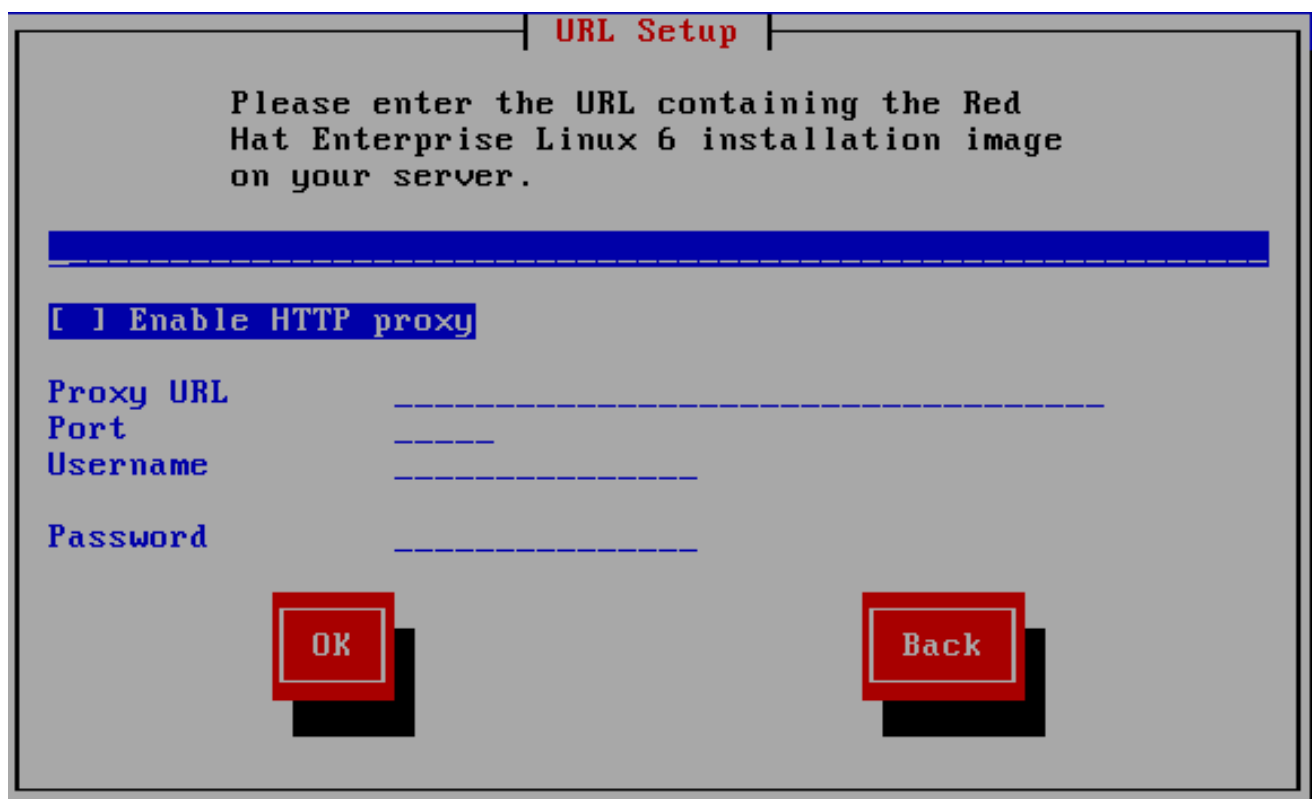 URL Setup
Please enter the URL containing the Red
Hat Enterprise Linux 6 installation image
on your server.
[ ] Enable HTTP proxy
Proxy URL
Port
Username
Password
OK
Back